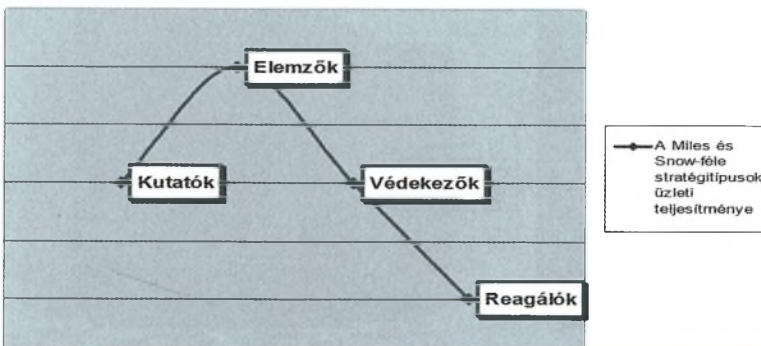 Elemzők
Kutatók
Védekezők
Reagálók
A Miles és
Snow-féle
stratégitípusok
üzleti
teljesítménye